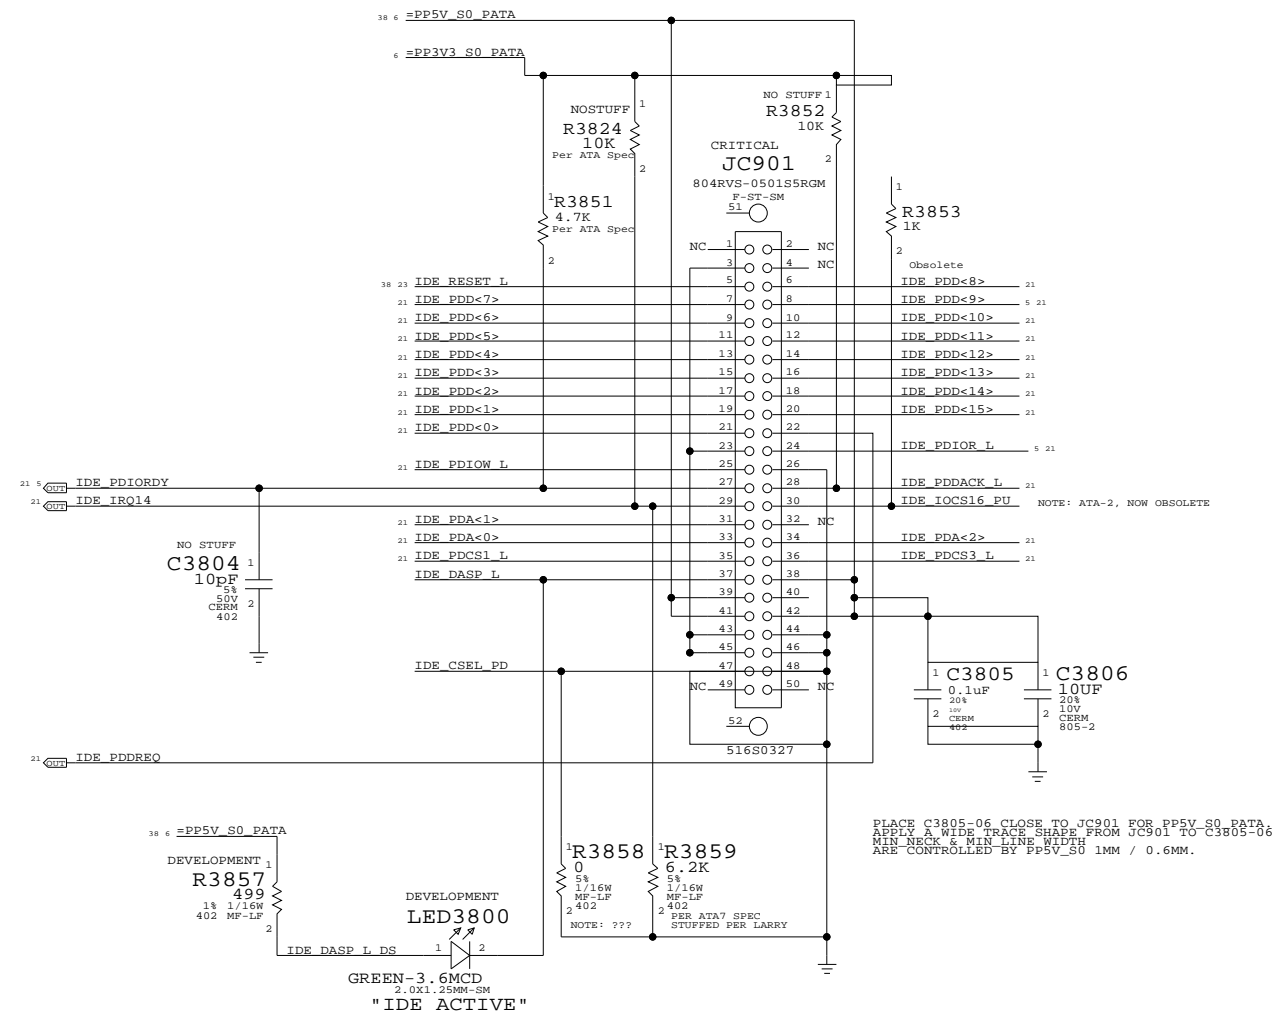 38 6 =PP5V_S0_PATA
6 =PP3V3_S0_PATA
NOSTUFF 1
R3824
10K
Per ATA Spec
2
NO STUFF 1
R3852
10K
2
CRITICAL
JC901
804RVS-0501S5RGM
F-ST-SM
51
1 R3851
4.7K
Per ATA Spec
2
1
R3853
1K
2
Obsolete
NC 1 2 NC
3 4 NC
38 23 IDE_RESET_L 5 6 IDE_PDD<8> 21
21 IDE_PDD<7> 7 8 IDE_PDD<9> 5 21
21 IDE_PDD<6> 9 10 IDE_PDD<10> 21
21 IDE_PDD<5> 11 12 IDE_PDD<11> 21
21 IDE_PDD<4> 13 14 IDE_PDD<12> 21
21 IDE_PDD<3> 15 16 IDE_PDD<13> 21
21 IDE_PDD<2> 17 18 IDE_PDD<14> 21
21 IDE_PDD<1> 19 20 IDE_PDD<15> 21
21 IDE_PDD<0> 21 22
23 24 IDE_PDIOR_L 5 21
21 IDE_PDIOW_L 25 26
21 5 OUT IDE_PDIORDY 27 28 IDE_PDDACK_L 21
21 OUT IDE_IRQ14 29 30 IDE_IOCS16_PU NOTE: ATA-2, NOW OBSOLETE
21 IDE_PDA<1> 31 32 NC
21 IDE_PDA<0> 33 34 IDE_PDA<2> 21
21 IDE_PDCS1_L 35 36 IDE_PDCS3_L 21
IDE_DASP_L 37 38
39 40
41 42
43 44
45 46
IDE_CSEL_PD 47 48
NC 49 50 NC
52
516S0327
NO STUFF
C3804 1
10pF
5%
50V 2
CERM
402
1 C3805
0.1uF
20%
10V
2 CERM
402
1 C3806
10UF
20%
10V
2 CERM
805-2
21 OUT IDE_PDDREQ
PLACE C3805-06 CLOSE TO JC901 FOR PP5V_S0_PATA.
APPLY A WIDE TRACE SHAPE FROM JC901 TO C3805-06
MIN_NECK & MIN_LINE_WIDTH
ARE CONTROLLED BY PP5V_S0 1MM / 0.6MM.
38 6 =PP5V_S0_PATA
DEVELOPMENT 1
R3857
499
1% 1/16W
402 MF-LF
2
DEVELOPMENT
LED3800
IDE_DASP_L_DS 1 2
GREEN-3.6MCD
2.0X1.25MM-SM
"IDE ACTIVE"
1 R3858
0
5%
1/16W
MF-LF
2 402
NOTE: ???
1 R3859
6.2K
5%
1/16W
MF-LF
2 402
PER ATA7 SPEC
STUFFED PER LARRY